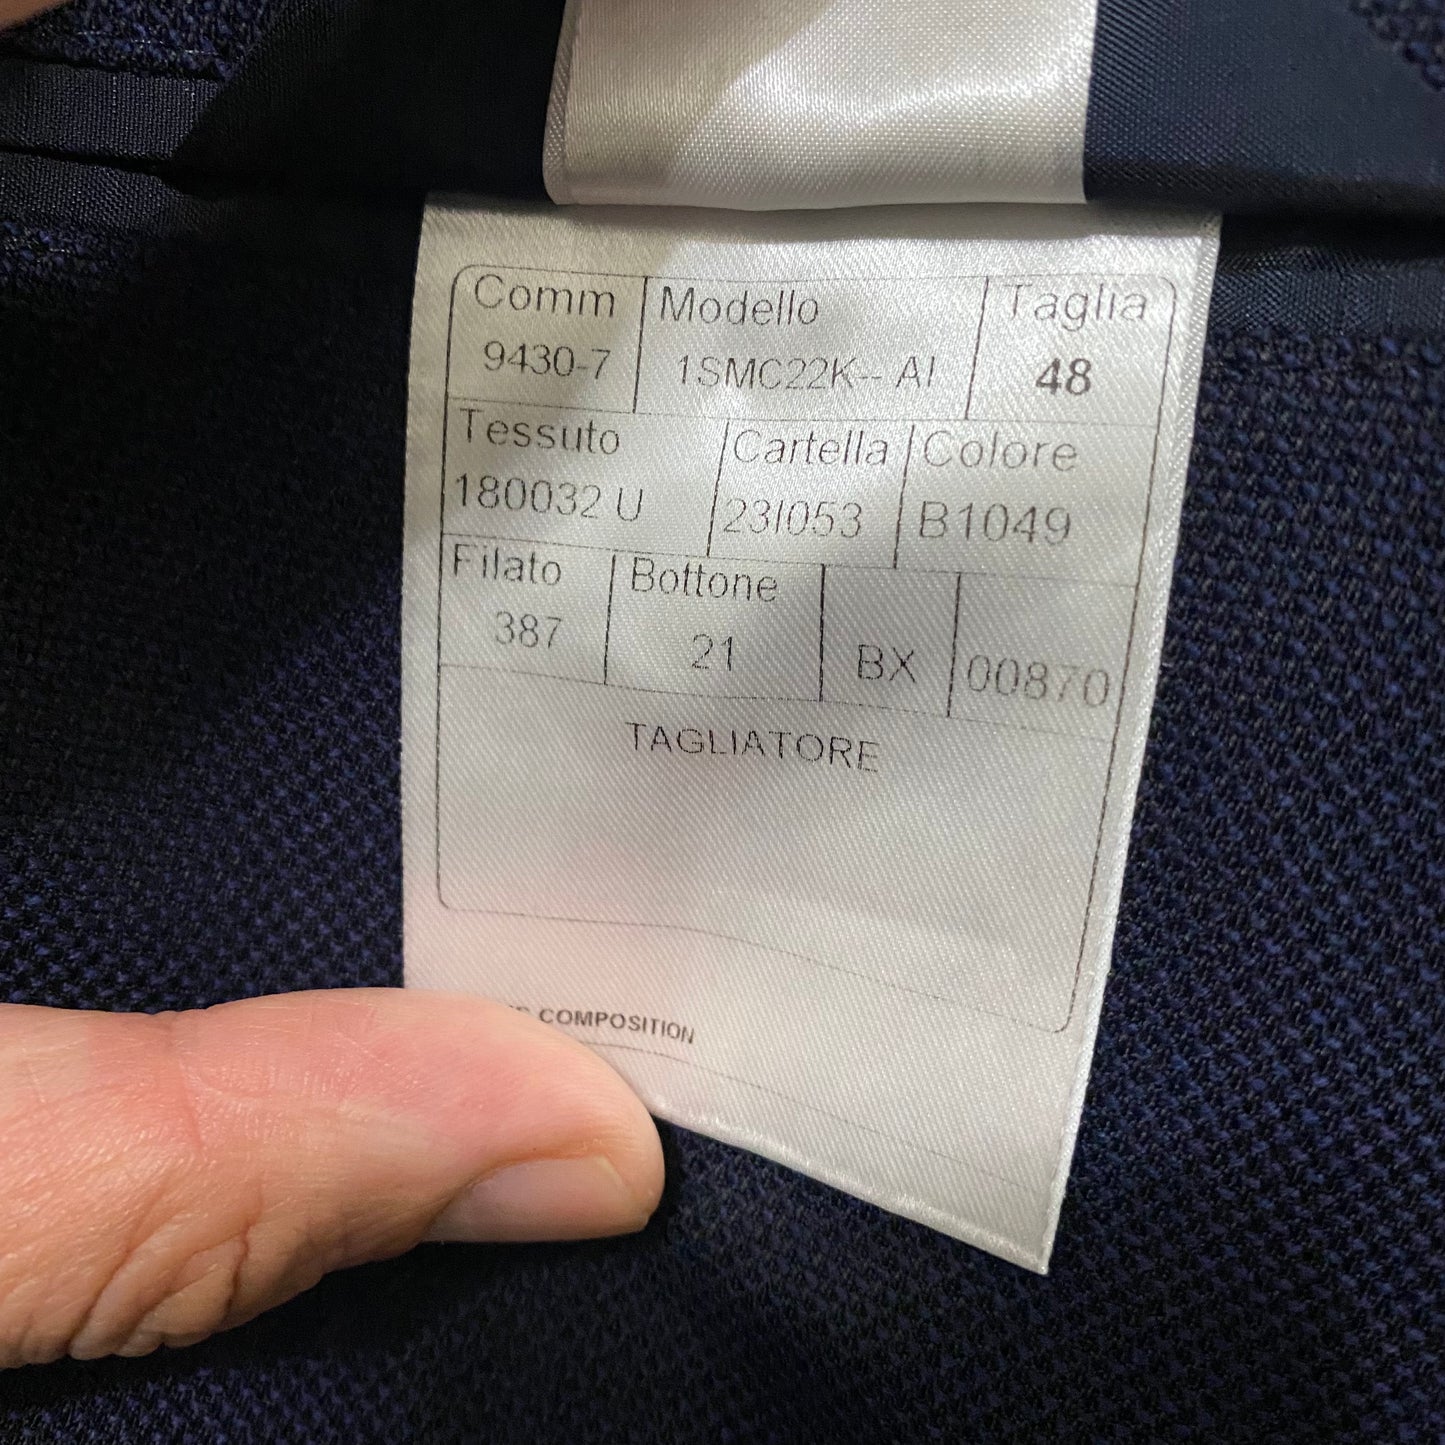 Comm Modello Taglia
9430-7 1SMC22K-- AI 48
Tessuto Cartella Colore
180032 U 23I053 B1049
Filato Bottone
387 21 BX 00870
TAGLIATORE
COMPOSITION